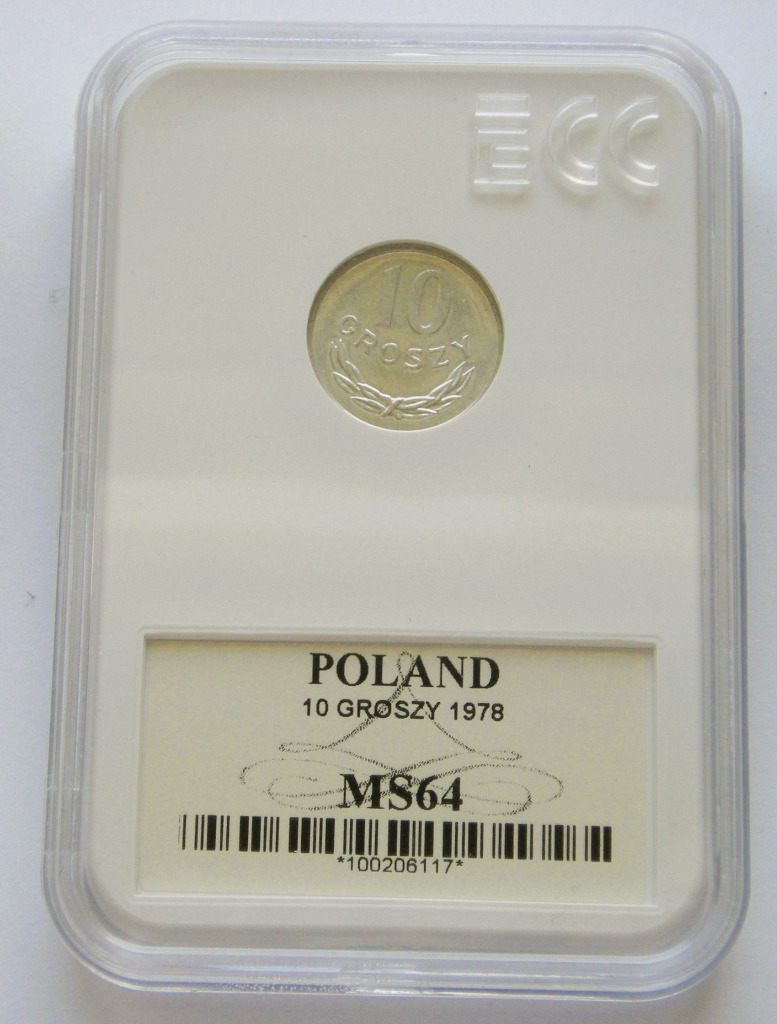 ECC
10
GROSZY
POLAND
10 GROSZY 1978
MS64
*100206117*